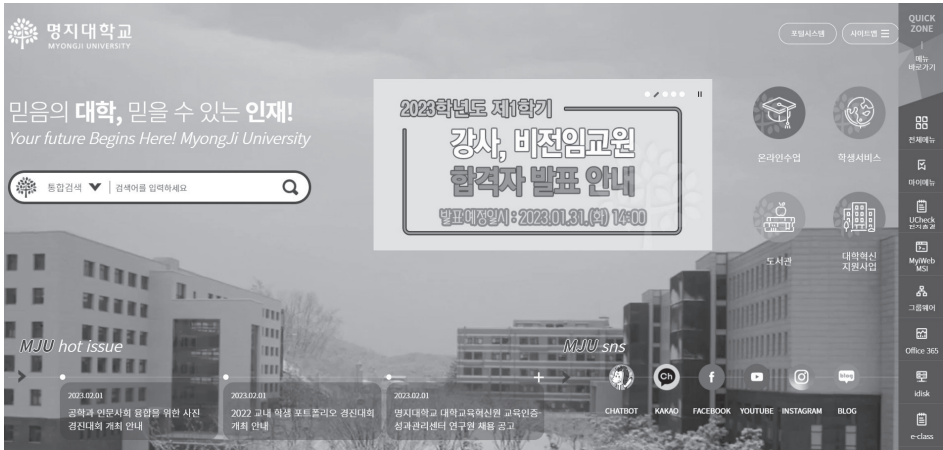 명지대학교
MYONGJI UNIVERSITY
포털시스템
사이트맵
QUICK
ZONE
메뉴
바로가기
믿음의 대학, 믿을 수 있는 인재!
Your future Begins Here! MyongJi University
통합검색
검색어를 입력하세요
2023학년도 제1학기
강사, 비전임교원
합격자 발표 안내
발표예정일시 : 2023.01.31.(화) 14:00
온라인수업
학생서비스
도서관
대학혁신
지원사업
전체메뉴
마이메뉴
UCheck
전자출결
MyiWeb
MSI
그룹웨어
Office 365
idisk
e-class
MJU hot issue
2023.02.01
공학과 인문사회 융합을 위한 사진
경진대회 개최 안내
2023.02.01
2022 교내 학생 포트폴리오 경진대회
개최 안내
2023.02.01
명지대학교 대학교육혁신원 교육인증·
성과관리센터 연구원 채용 공고
MJU sns
Ch
f
blog
CHATBOT
KAKAO
FACEBOOK
YOUTUBE
INSTAGRAM
BLOG